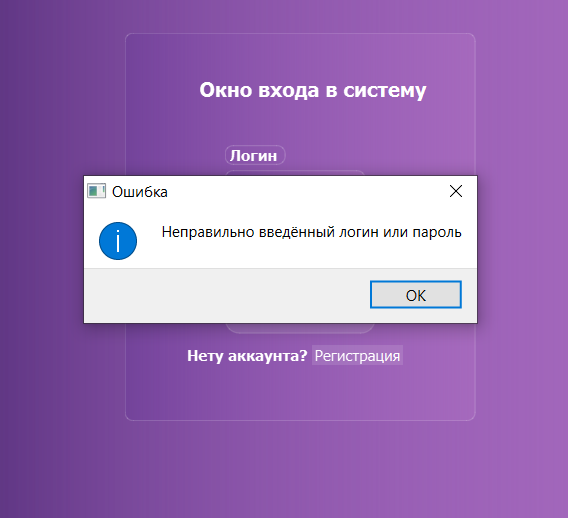 Окно входа в систему
Логин
Ошибка
Неправильно введённый логин или пароль
OK
Нету аккаунта? Регистрация